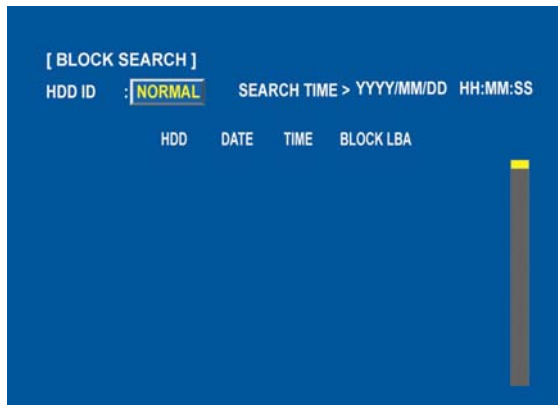 [ BLOCK SEARCH ]
HDD ID : NORMAL SEARCH TIME > YYYY/MM/DD HH:MM:SS
HDD DATE TIME BLOCK LBA